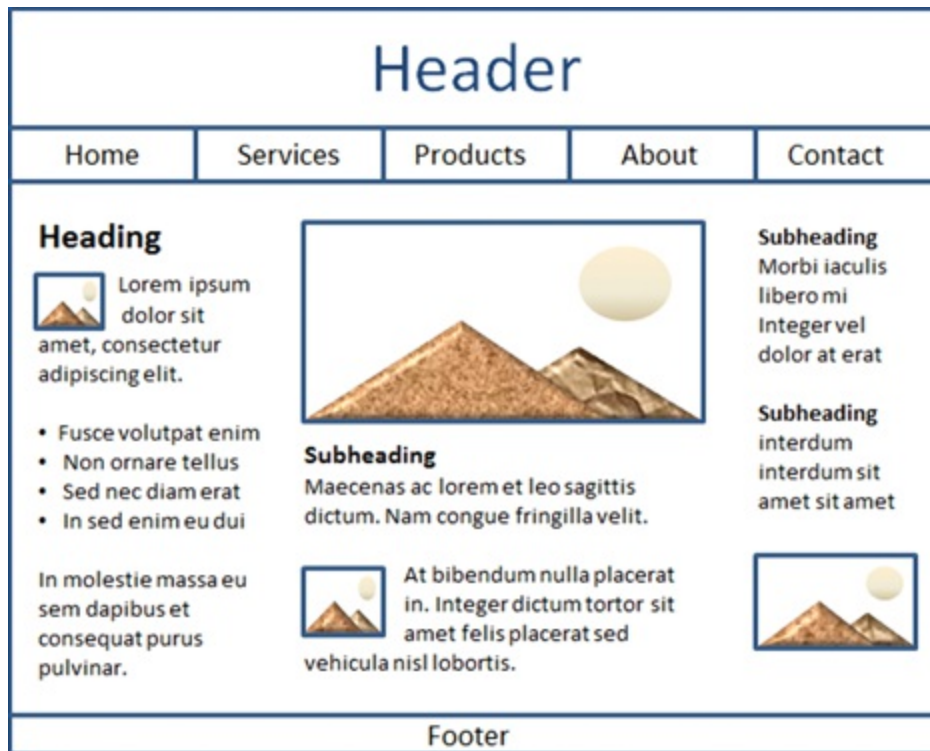 Header
Home
Services
Products
About
Contact
Heading
Lorem ipsum
dolor sit
amet, consectetur
adipiscing elit.
• Fusce volutpat enim
• Non ornare tellus
• Sed nec diam erat
• In sed enim eu dui
In molestie massa eu
sem dapibus et
consequat purus
pulvinar.
Subheading
Maecenas ac lorem et leo sagittis
dictum. Nam congue fringilla velit.
At bibendum nulla placerat
in. Integer dictum tortor sit
amet felis placerat sed
vehicula nisl lobortis.
Subheading
Morbi iaculis
libero mi
Integer vel
dolor at erat
Subheading
interdum
interdum sit
amet sit amet
Footer